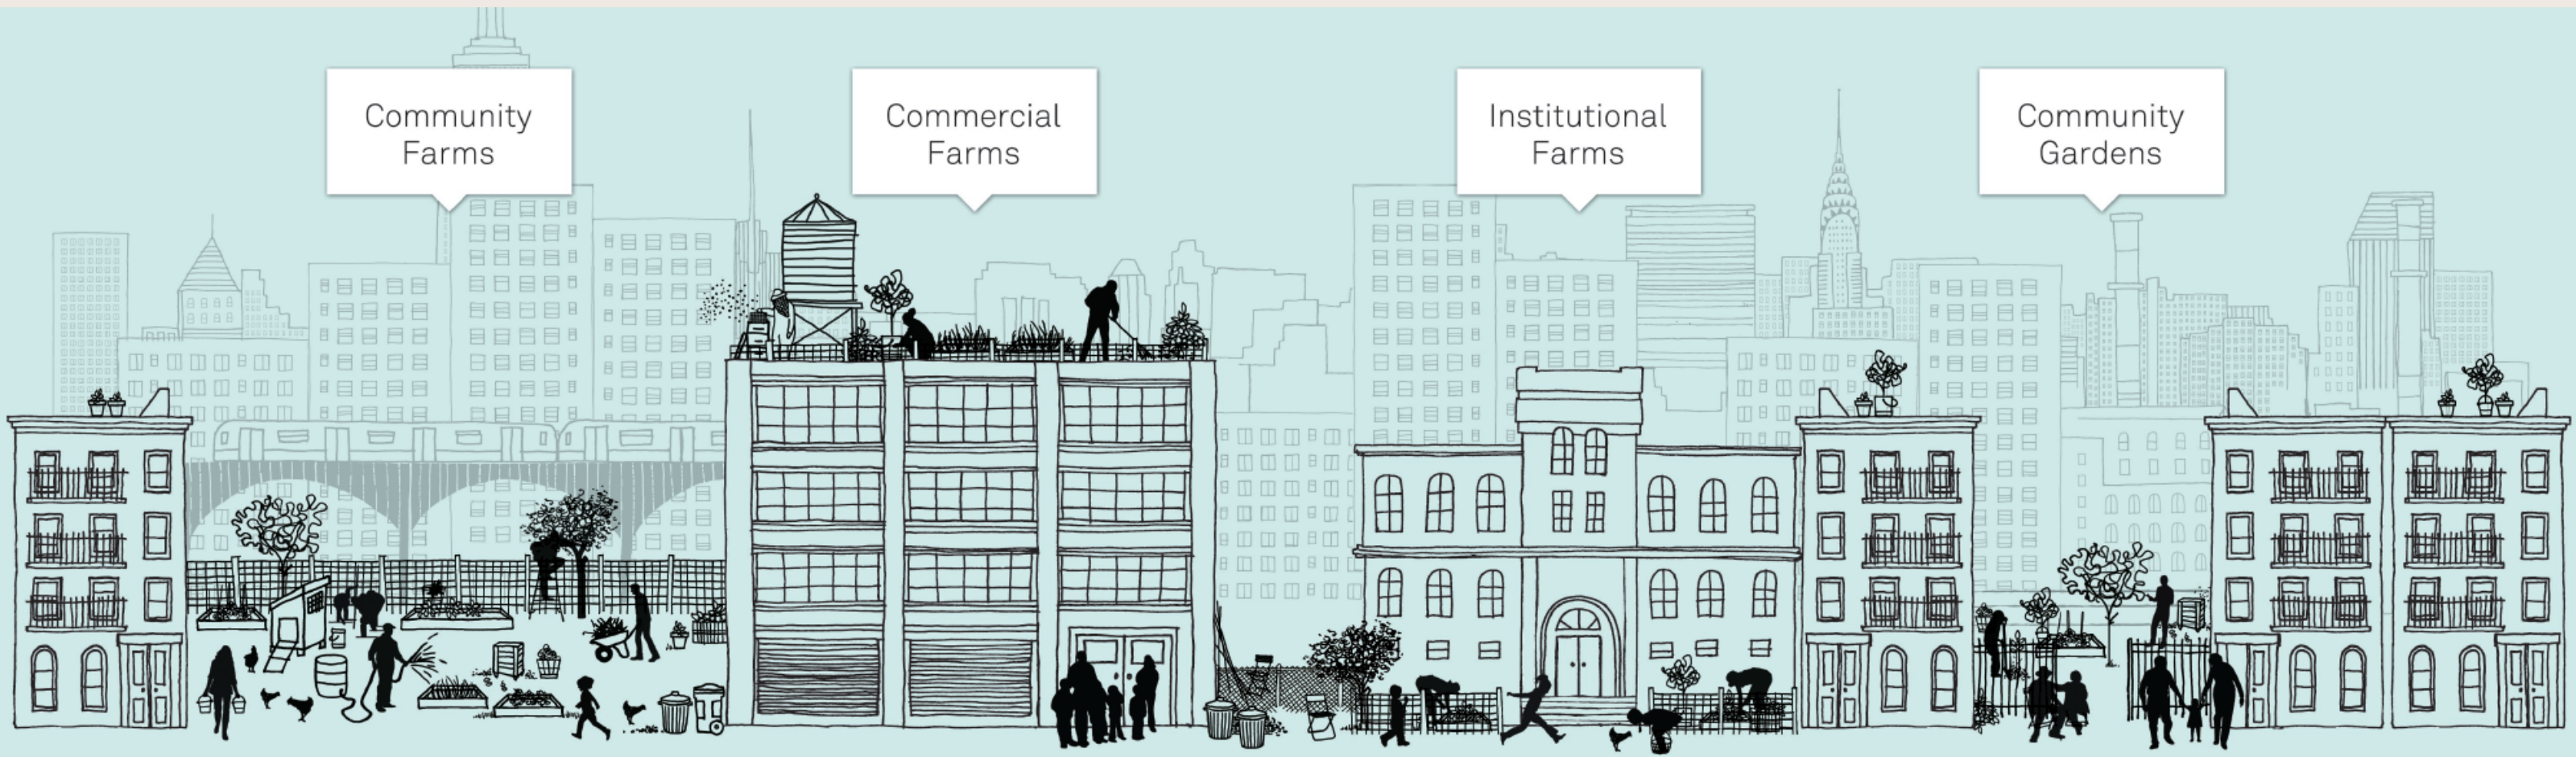 Community
Farms
Commercial
Farms
Institutional
Farms
Community
Gardens